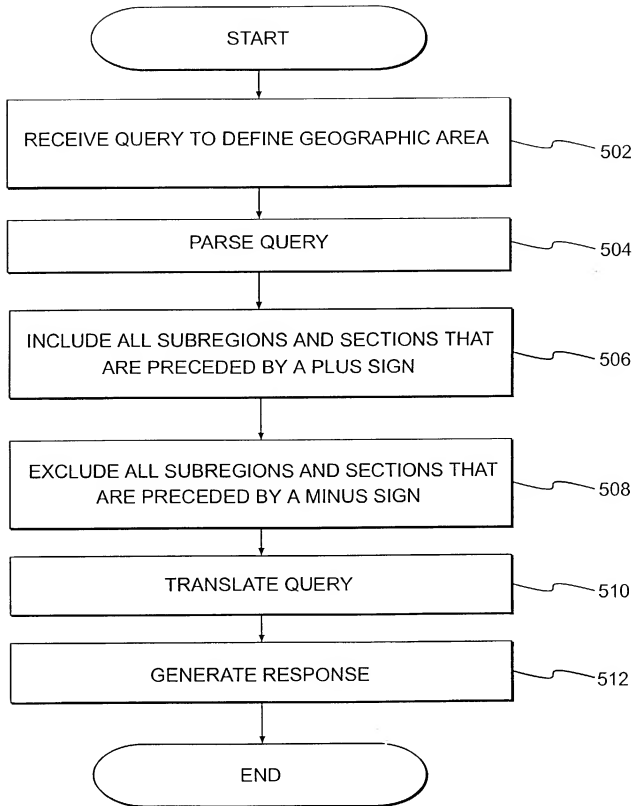 START
RECEIVE QUERY TO DEFINE GEOGRAPHIC AREA
502
PARSE QUERY
504
INCLUDE ALL SUBREGIONS AND SECTIONS THAT
ARE PRECEDED BY A PLUS SIGN
506
EXCLUDE ALL SUBREGIONS AND SECTIONS THAT
ARE PRECEDED BY A MINUS SIGN
508
TRANSLATE QUERY
510
GENERATE RESPONSE
512
END